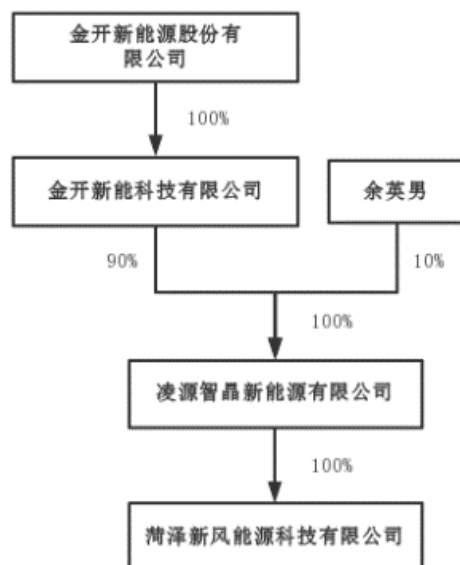 金开新能源股份有
限公司
100%
金开新能科技有限公司
余英男
90%
10%
100%
凌源智晶新能源有限公司
100%
菏泽新风能源科技有限公司